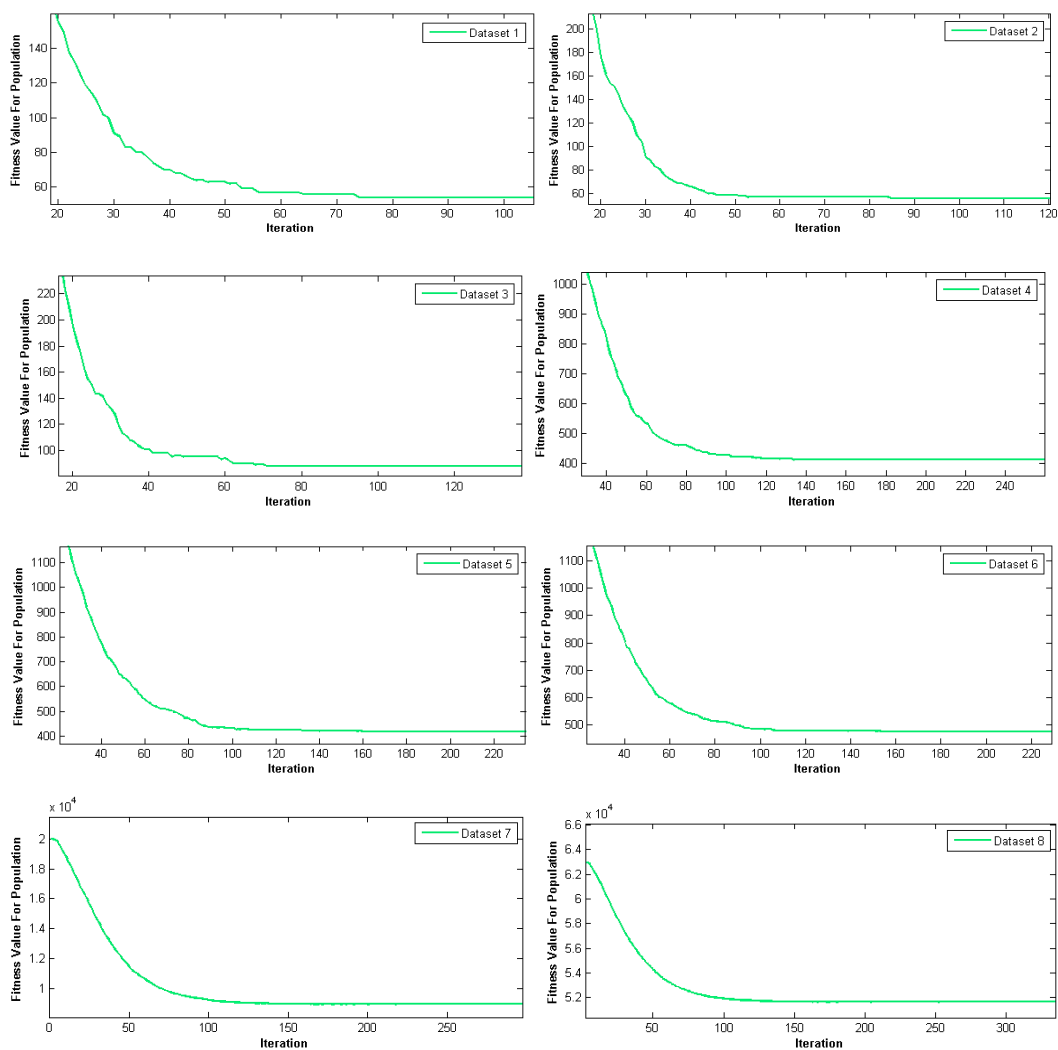 Fitness Value For Population
140
120
100
80
60
Dataset 1
20 30 40 50 60 70 80 90 100
Iteration
Fitness Value For Population
200
180
160
140
120
100
80
60
Dataset 2
20 30 40 50 60 70 80 90 100 110 120
Iteration
Fitness Value For Population
220
200
180
160
140
120
100
Dataset 3
20 40 60 80 100 120
Iteration
Fitness Value For Population
1000
900
800
700
600
500
400
Dataset 4
40 60 80 100 120 140 160 180 200 220 240
Iteration
Fitness Value For Population
1100
1000
900
800
700
600
500
400
Dataset 5
40 60 80 100 120 140 160 180 200 220
Iteration
Fitness Value For Population
1100
1000
900
800
700
600
500
Dataset 6
40 60 80 100 120 140 160 180 200 220
Iteration
x 10^4
Fitness Value For Population
2
1.8
1.6
1.4
1.2
1
Dataset 7
0 50 100 150 200 250
Iteration
x 10^4
Fitness Value For Population
6.6
6.4
6.2
6
5.8
5.6
5.4
5.2
Dataset 8
50 100 150 200 250 300
Iteration